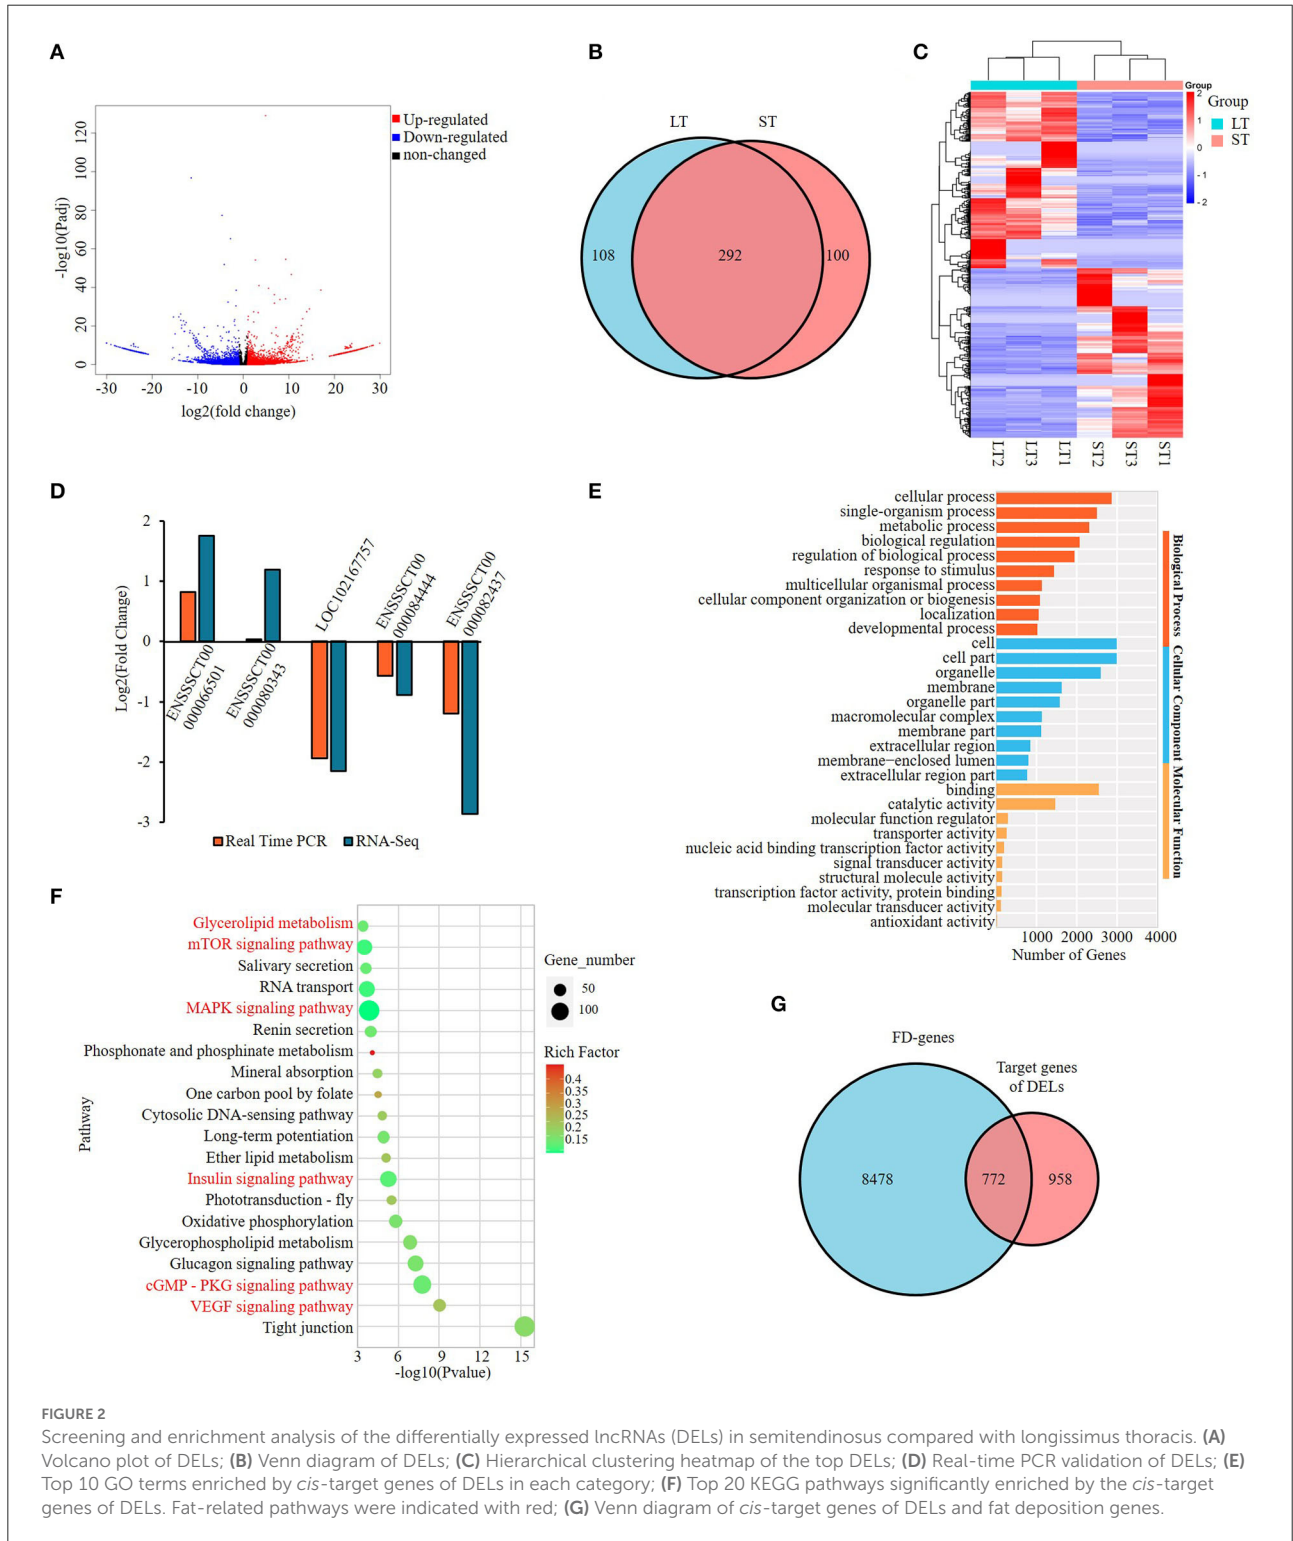 A
120
100
80
60
40
20
0
-log10(Padj)
-30 -20 -10 0 10 20 30
log2(fold change)
Up-regulated
Down-regulated
non-changed
B
LT ST
108 292 100
C
Group
2
1
0
- 1
- 2
Group
LT
ST
LT2 LT3 LT1 ST2 ST3 ST1
D
2
1
0
-1
-2
-3
Log2(Fold Change)
ENSSSCT00
000066501
ENSSSCT00
000080343
LOC102167757
ENSSSCT00
000084444
ENSSSCT00
000082437
Real Time PCR RNA-Seq
E
cellular process
single-organism process
metabolic process
biological regulation
regulation of biological process
response to stimulus
multicellular organismal process
cellular component organization or biogenesis
localization
developmental process
cell
cell part
organelle
membrane
organelle part
macromolecular complex
membrane part
extracellular region
membrane−enclosed lumen
extracellular region part
binding
catalytic activity
molecular function regulator
transporter activity
nucleic acid binding transcription factor activity
signal transducer activity
structural molecule activity
transcription factor activity, protein binding
molecular transducer activity
antioxidant activity
1000 2000 3000 4000
Number of Genes
Biological Process
Cellular Component
Molecular Function
F
Glycerolipid metabolism
mTOR signaling pathway
Salivary secretion
RNA transport
MAPK signaling pathway
Renin secretion
Phosphonate and phosphinate metabolism
Mineral absorption
One carbon pool by folate
Cytosolic DNA-sensing pathway
Long-term potentiation
Ether lipid metabolism
Insulin signaling pathway
Phototransduction - fly
Oxidative phosphorylation
Glycerophospholipid metabolism
Glucagon signaling pathway
cGMP - PKG signaling pathway
VEGF signaling pathway
Tight junction
Pathway
3 6 9 12 15
-log10(Pvalue)
Gene_number
50
100
Rich Factor
0.4
0.35
0.3
0.25
0.2
0.15
G
FD-genes
Target genes
of DELs
8478 772 958
FIGURE 2
Screening and enrichment analysis of the differentially expressed lncRNAs (DELs) in semitendinosus compared with longissimus thoracis. (A)
Volcano plot of DELs; (B) Venn diagram of DELs; (C) Hierarchical clustering heatmap of the top DELs; (D) Real-time PCR validation of DELs; (E)
Top 10 GO terms enriched by cis-target genes of DELs in each category; (F) Top 20 KEGG pathways significantly enriched by the cis-target
genes of DELs. Fat-related pathways were indicated with red; (G) Venn diagram of cis-target genes of DELs and fat deposition genes.